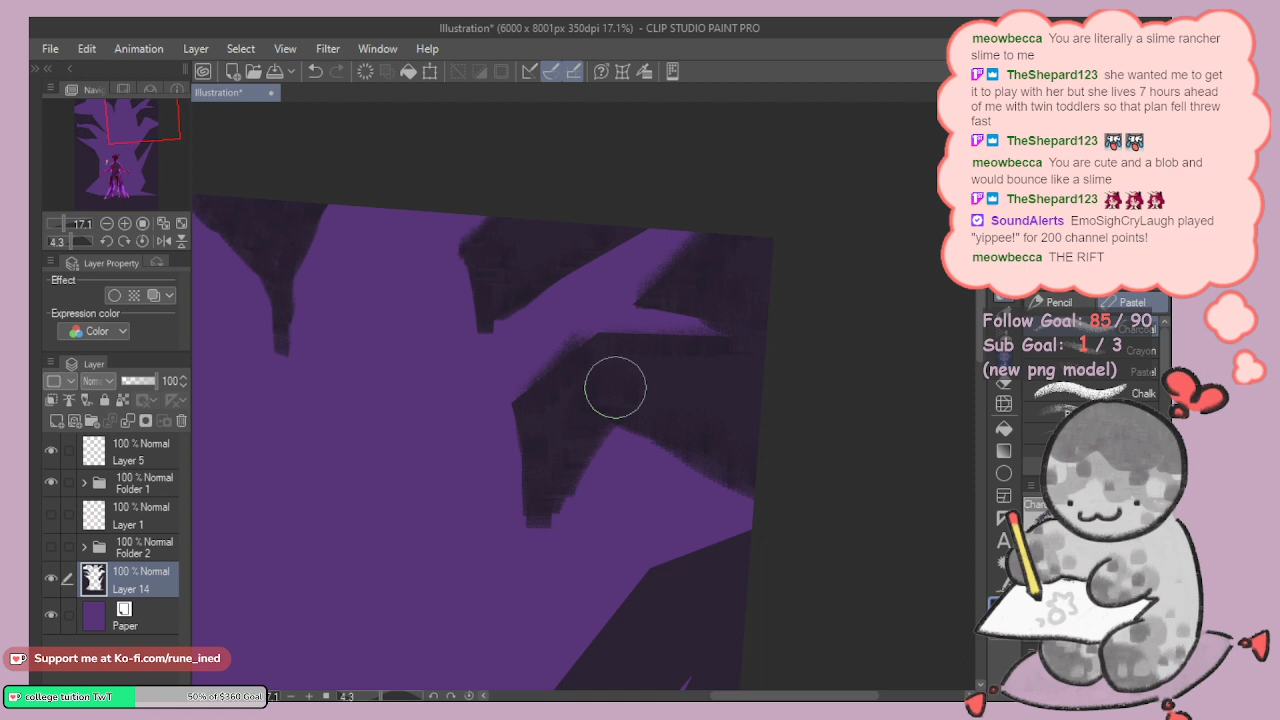 Illustration* (6000 x 8001px 350dpi 17.1%) - CLIP STUDIO PAINT PRO
File Edit Animation Layer Select View Filter Window Help
Illustration*
17.1
4.3
Layer Property
Effect
Expression color
Color
Layer
100
100 % Normal
Layer 5
100 % Normal
Folder 1
100 % Normal
Layer 1
100 % Normal
Folder 2
100 % Normal
Layer 14
Paper
4.3
Support me at Ko-fi.com/rune_ined
college tuition TwT
50% of $360 Goal
meowbecca You are literally a slime rancher
slime to me
TheShepard123 she wanted me to get
it to play with her but she lives 7 hours ahead
of me with twin toddlers so that plan fell threw
fast
TheShepard123
meowbecca You are cute and a blob and
would bounce like a slime
TheShepard123
SoundAlerts EmoSighCryLaugh played
"yippee!" for 200 channel points!
meowbecca THE RIFT
Pencil Pastel
Follow Goal: 85 / 90
Charcoal
Sub Goal: 1 / 3
Crayon
(new png model)
Pastel
Chalk